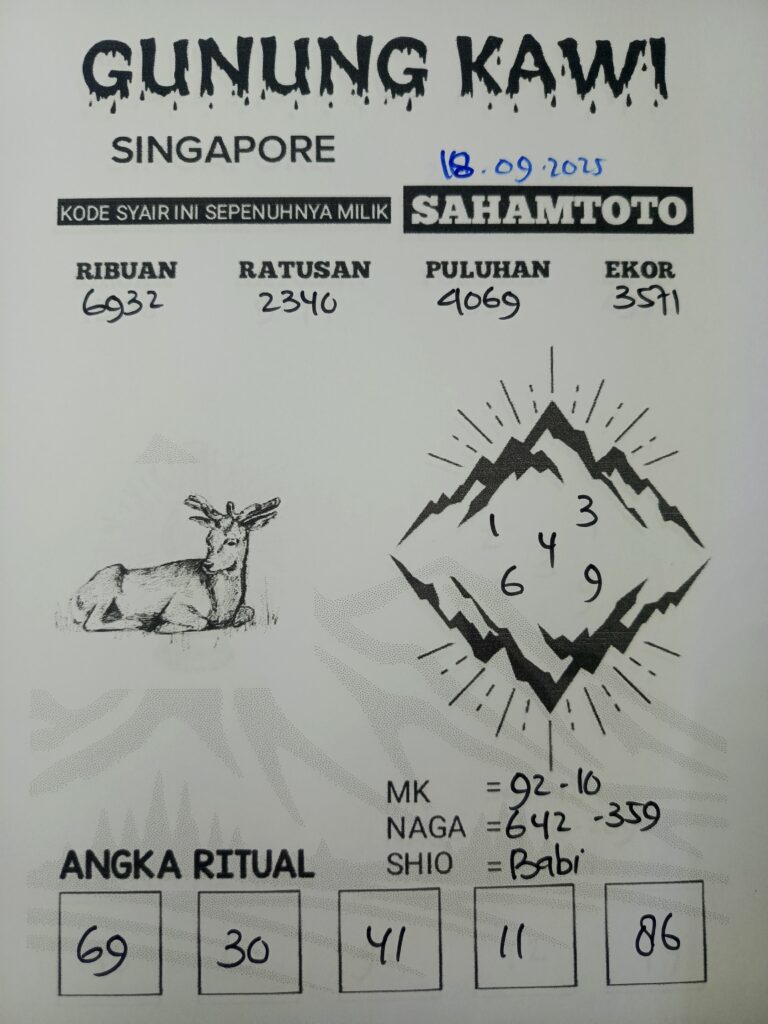 GUNUNG KAWI
SINGAPORE
18.09.2025
KODE SYAIR INI SEPENUHNYA MILIK SAHAMTOTO
RIBUAN RATUSAN PULUHAN EKOR
6932 2340 4069 3571
1 3
4
6 9
MK = 92 - 10
NAGA = 642 - 359
SHIO = Babi
ANGKA RITUAL
69 30 41 11 86